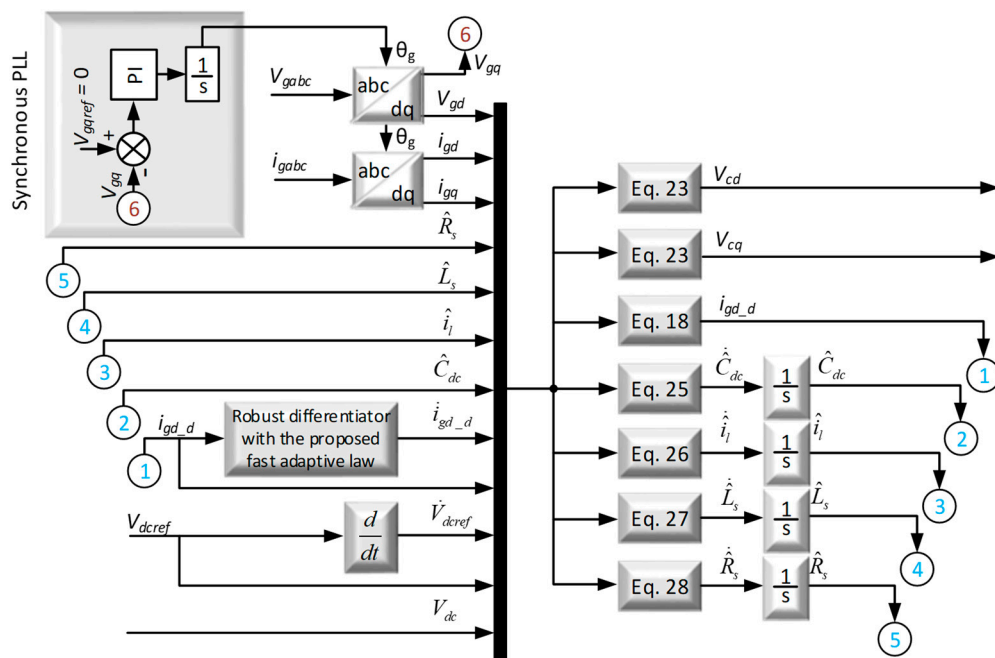 Synchronous PLL
V_gqref = 0
+
-
V_gq
6
PI
1/s
θ_g
6
V_gq
V_gabc
abc
dq
V_gd
θ_g
i_gabc
abc
dq
i_gd
i_gq
R̂_s
5
L̂_s
4
î_l
3
Ĉ_dc
2
i_gd_d
1
Robust differentiator
with the proposed
fast adaptive law
i̇_gd_d
V_dcref
d/dt
V̇_dcref
V_dc
Eq. 23
V_cd
Eq. 23
V_cq
Eq. 18
i_gd_d
1
Eq. 25
Ĉ̇_dc
1/s
Ĉ_dc
2
Eq. 26
î̇_l
1/s
î_l
3
Eq. 27
L̂̇_s
1/s
L̂_s
4
Eq. 28
R̂̇_s
1/s
R̂_s
5